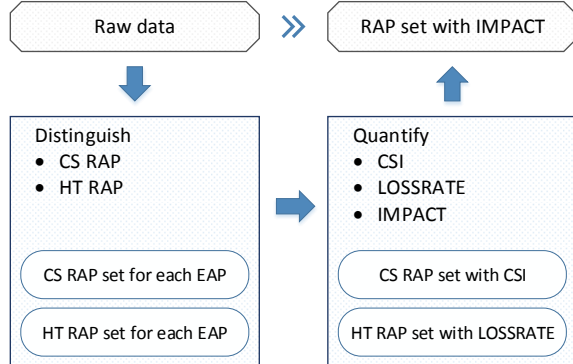 Raw data
RAP set with IMPACT
Distinguish
• CS RAP
• HT RAP
CS RAP set for each EAP
HT RAP set for each EAP
Quantify
• CSI
• LOSSRATE
• IMPACT
CS RAP set with CSI
HT RAP set with LOSSRATE